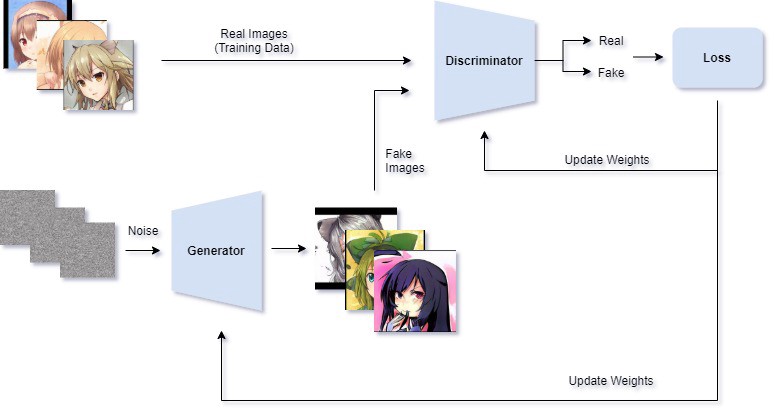 Real Images
(Training Data)
Discriminator
Real
Fake
Loss
Fake
Images
Update Weights
Noise
Generator
Update Weights